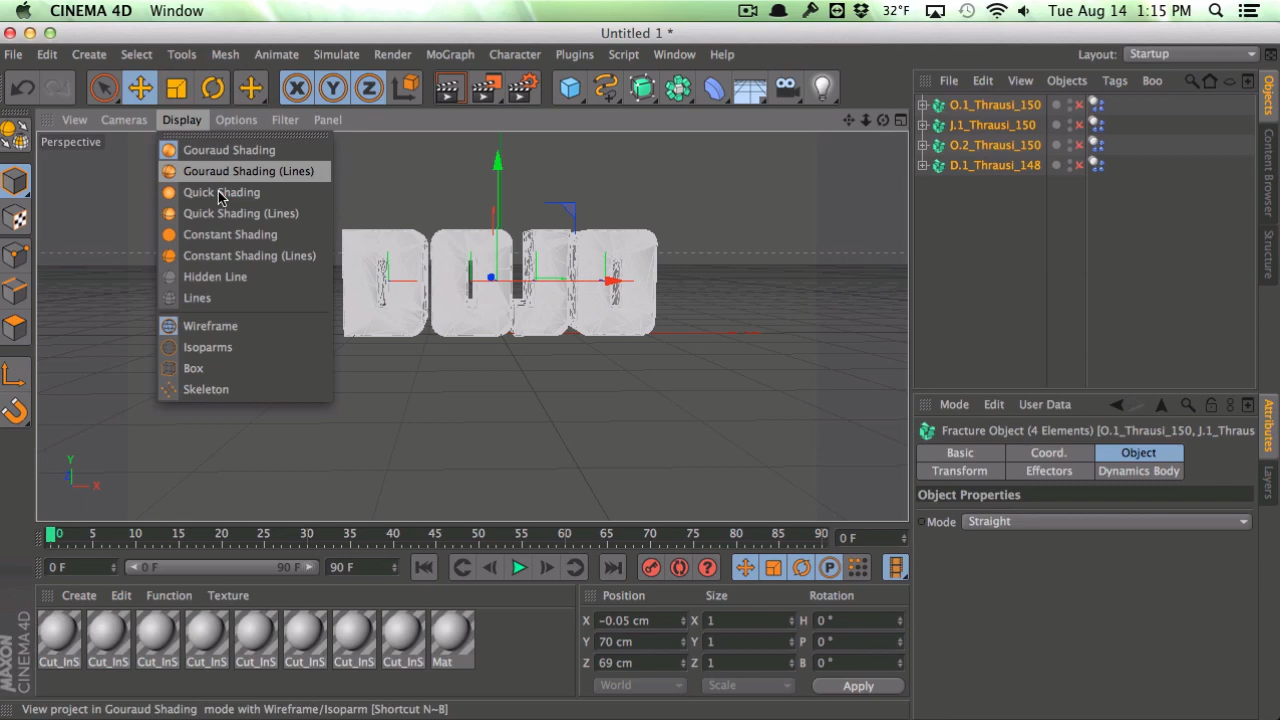 CINEMA 4D Window 32°F Tue Aug 14 1:15 PM
Untitled 1 *
File Edit Create Select Tools Mesh Animate Simulate Render MoGraph Character Plugins Script Window Help Layout: Startup
X Y Z
File Edit View Objects Tags Boo
View Cameras Display Options Filter Panel
Perspective
Gouraud Shading
Gouraud Shading (Lines)
Quick Shading
Quick Shading (Lines)
Constant Shading
Constant Shading (Lines)
Hidden Line
Lines
Wireframe
Isoparms
Box
Skeleton
O.1_Thrausi_150
J.1_Thrausi_150
O.2_Thrausi_150
D.1_Thrausi_148
Objects
Content Browser
Structure
Mode Edit User Data
Fracture Object (4 Elements) [O.1_Thrausi_150, J.1_Thraus
Basic Coord. Object
Transform Effectors Dynamics Body
Object Properties
Mode Straight
Attributes
Layers
Y
X
0 5 10 15 20 25 30 35 40 45 50 55 60 65 70 75 80 85 90 0 F
0 F 0 F 90 F 90 F
Create Edit Function Texture
Cut_InS Cut_InS Cut_InS Cut_InS Cut_InS Cut_InS Cut_InS Cut_InS Mat
Position Size Rotation
X -0.05 cm X 1 H 0 °
Y 70 cm Y 1 P 0 °
Z 69 cm Z 1 B 0 °
World Scale Apply
MAXON CINEMA 4D
View project in Gouraud Shading mode with Wireframe/Isoparm [Shortcut N~B]